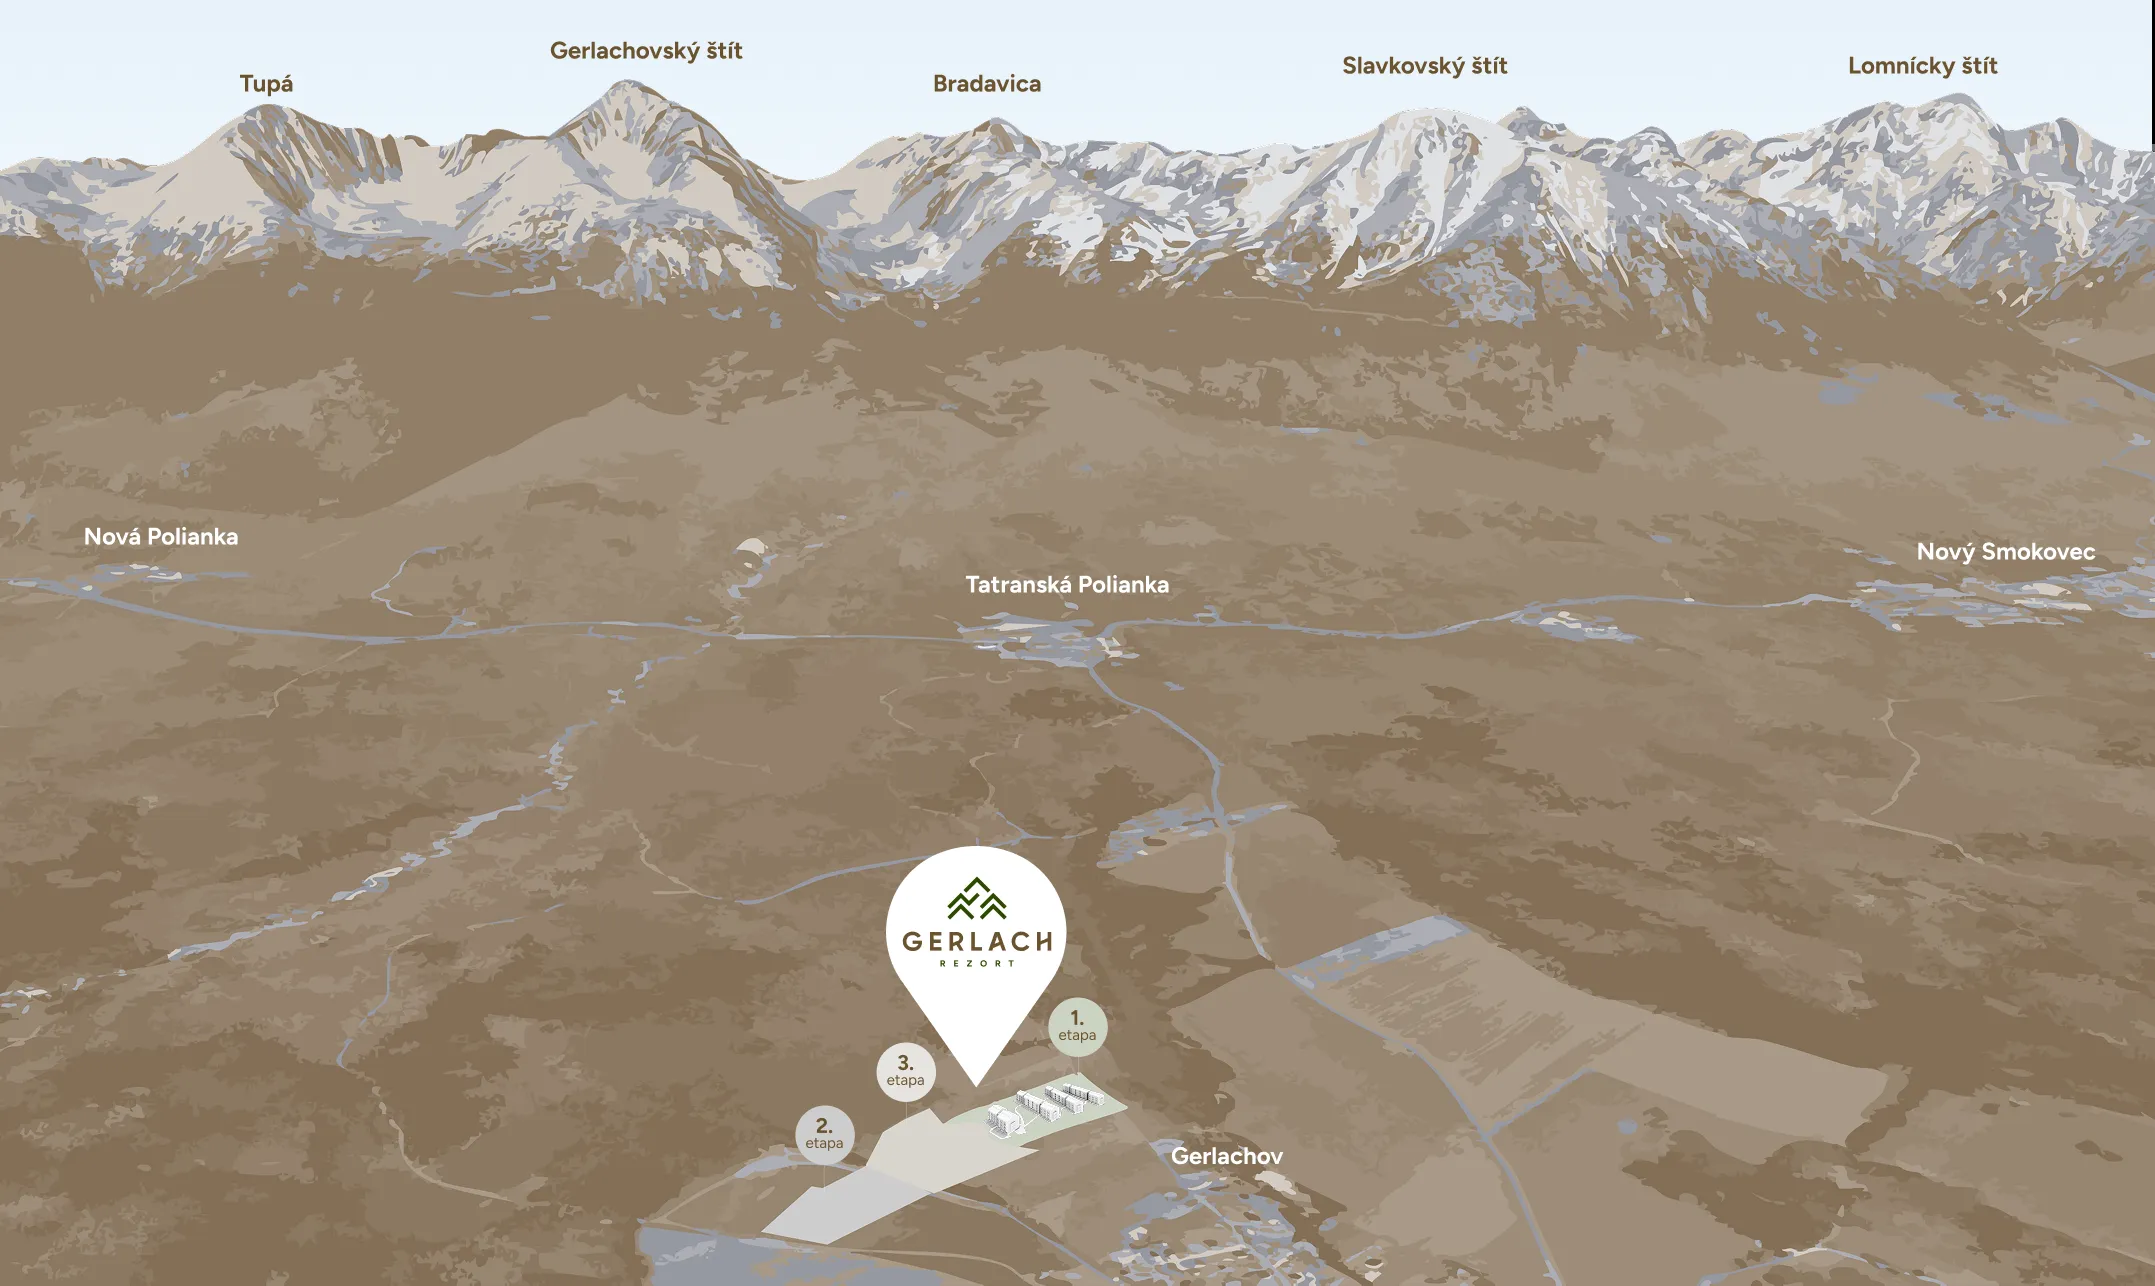 Gerlachovský štít
Slavkovský štít
Lomnícky štít
Tupá
Bradavica
Nová Polianka
Nový Smokovec
Tatranská Polianka
GERLACH
REZORT
1.
etapa
3.
etapa
2.
etapa
Gerlachov